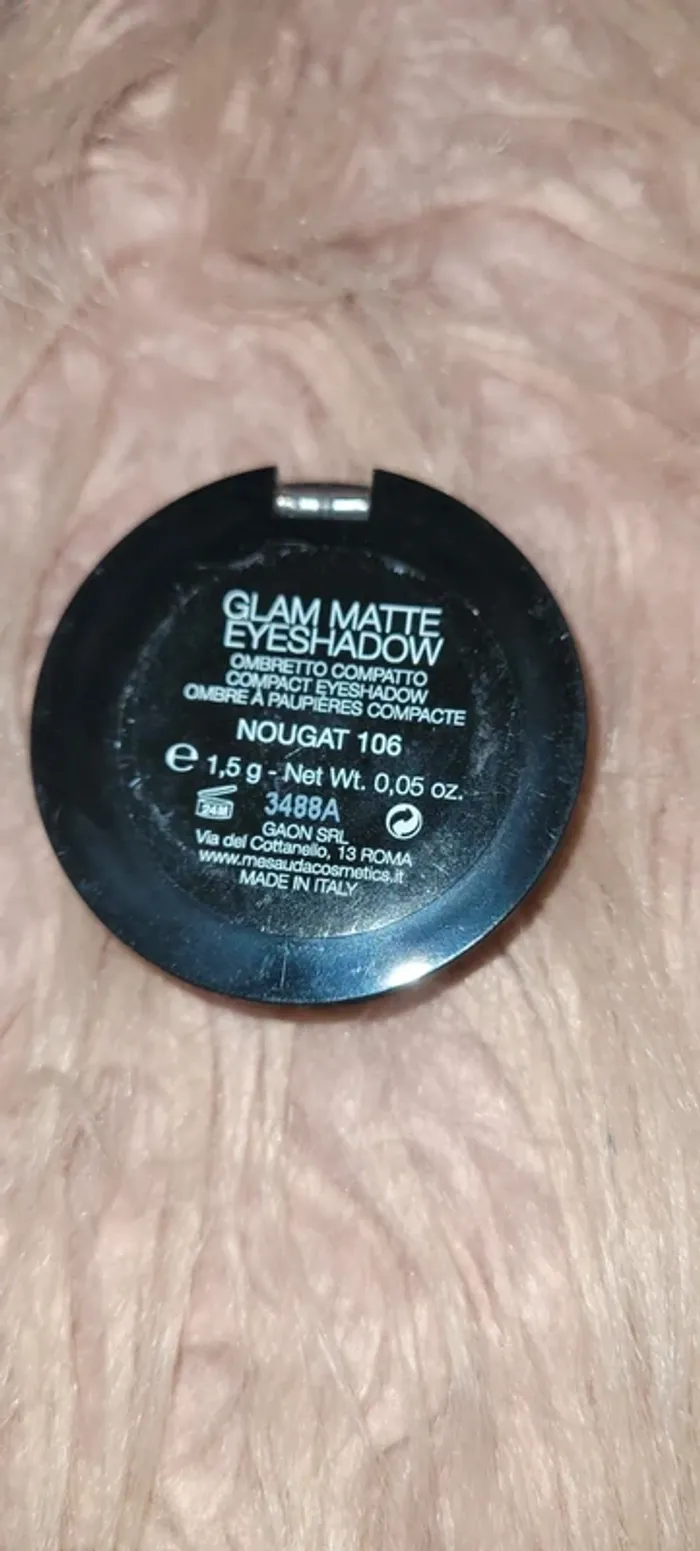 GLAM MATTE
EYESHADOW
OMBRETTO COMPATTO
COMPACT EYESHADOW
OMBRE À PAUPIÈRES COMPACTE
NOUGAT 106
℮ 1,5 g - Net Wt. 0,05 oz.
24M 3488A
GAON SRL
Via del Cottanello, 13 ROMA
www.mesaudacosmetics.it
MADE IN ITALY